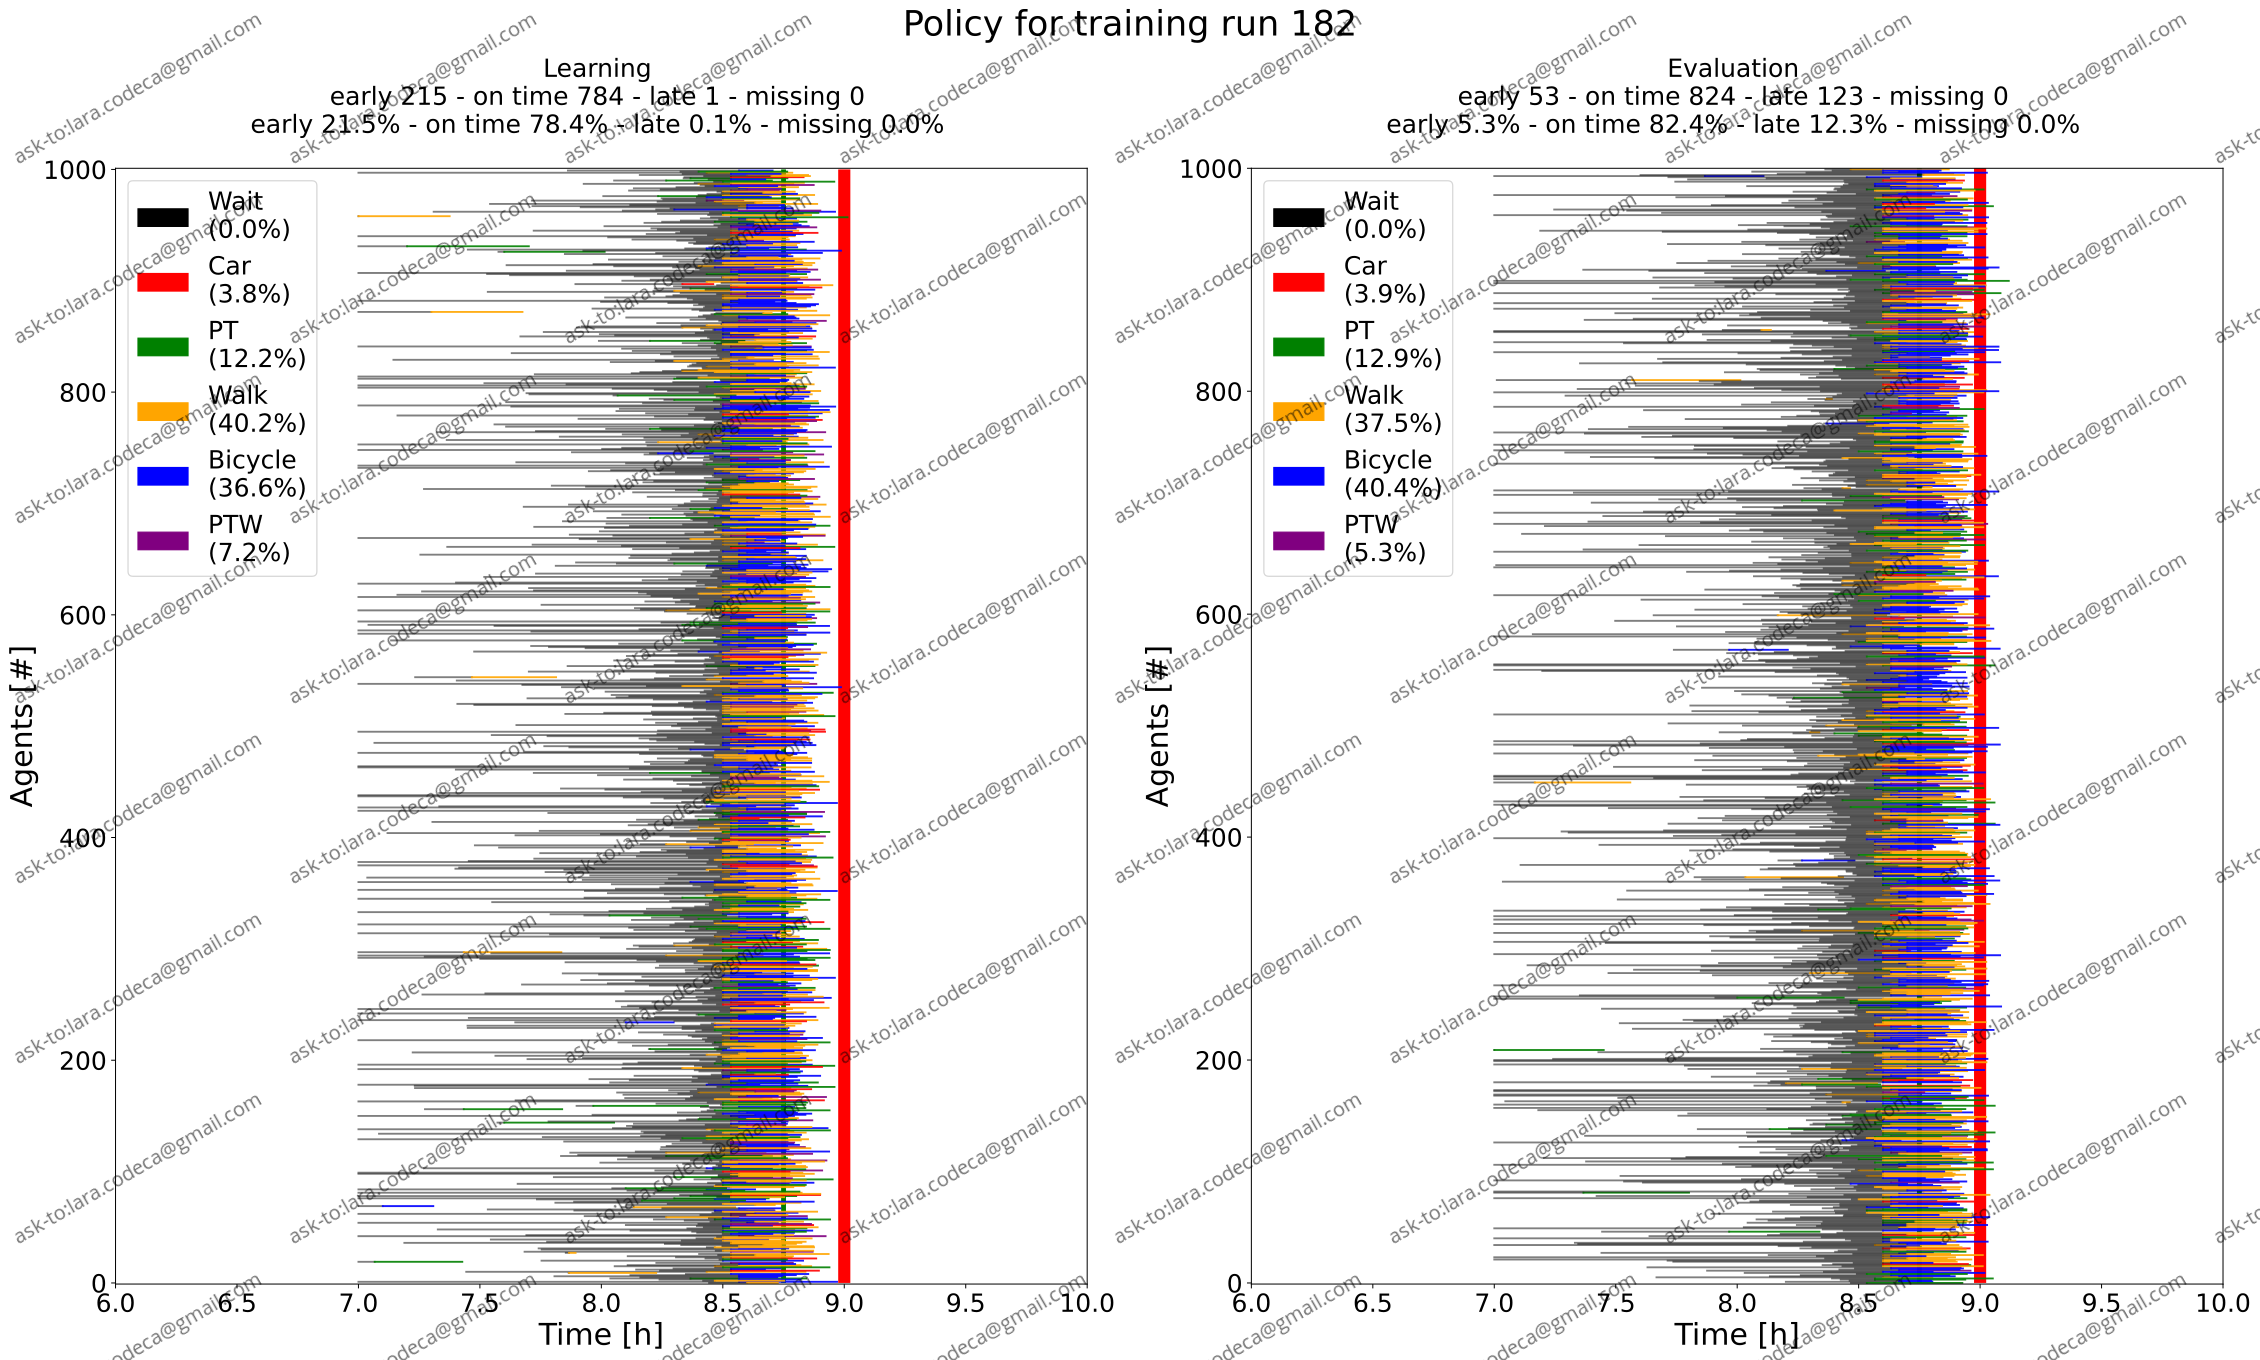 Policy for training run 182
Learning
early 215 - on time 784 - late 1 - missing 0
early 21.5% - on time 78.4% - late 0.1% - missing 0.0%
1000
800
600
400
200
0
Agents [#]
Wait
(0.0%)
Car
(3.8%)
PT
(12.2%)
Walk
(40.2%)
Bicycle
(36.6%)
PTW
(7.2%)
6.0 6.5 7.0 7.5 8.0 8.5 9.0 9.5 10.0
Time [h]
Evaluation
early 53 - on time 824 - late 123 - missing 0
early 5.3% - on time 82.4% - late 12.3% - missing 0.0%
1000
800
600
400
200
0
Agents [#]
Wait
(0.0%)
Car
(3.9%)
PT
(12.9%)
Walk
(37.5%)
Bicycle
(40.4%)
PTW
(5.3%)
6.0 6.5 7.0 7.5 8.0 8.5 9.0 9.5 10.0
Time [h]
ask-to:lara.codeca@gmail.com